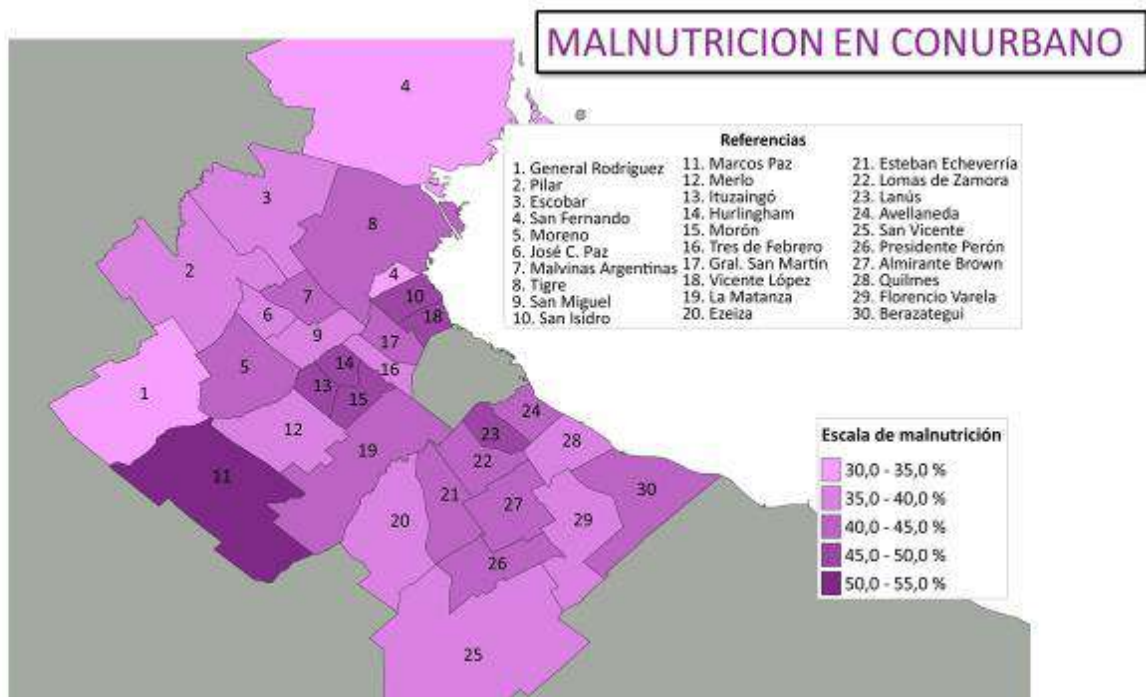 MALNUTRICION EN CONURBANO
Referencias
1. General Rodríguez
2. Pilar
3. Escobar
4. San Fernando
5. Moreno
6. José C. Paz
7. Malvinas Argentinas
8. Tigre
9. San Miguel
10. San Isidro
11. Marcos Paz
12. Merlo
13. Ituzaingó
14. Hurlingham
15. Morón
16. Tres de Febrero
17. Gral. San Martín
18. Vicente López
19. La Matanza
20. Ezeiza
21. Esteban Echeverría
22. Lomas de Zamora
23. Lanús
24. Avellaneda
25. San Vicente
26. Presidente Perón
27. Almirante Brown
28. Quilmes
29. Florencio Varela
30. Berazategui
4
3
8
2
4
7
10
6
18
9
17
5
14
16
13
1
15
24
12
23
28
19
22
11
21
27
30
20
29
26
25
Escala de malnutrición
30,0 - 35,0 %
35,0 - 40,0 %
40,0 - 45,0 %
45,0 - 50,0 %
50,0 - 55,0 %